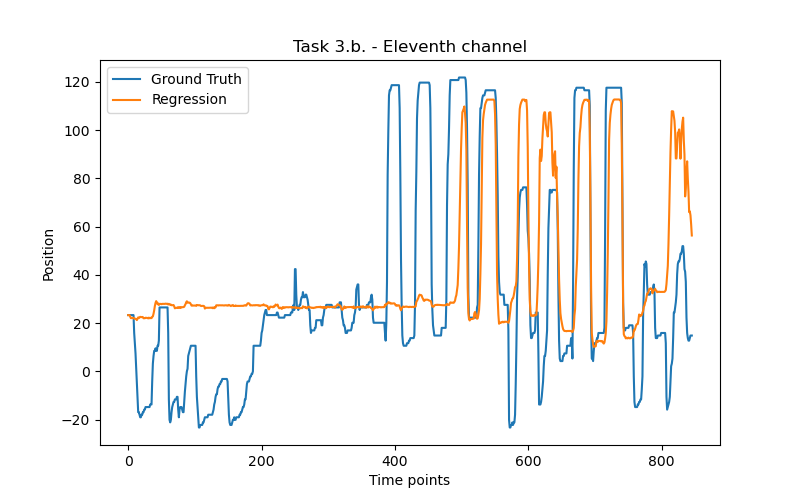 Task 3.b. - Eleventh channel
Ground Truth
Regression
Position
120
100
80
60
40
20
0
−20
0 200 400 600 800
Time points